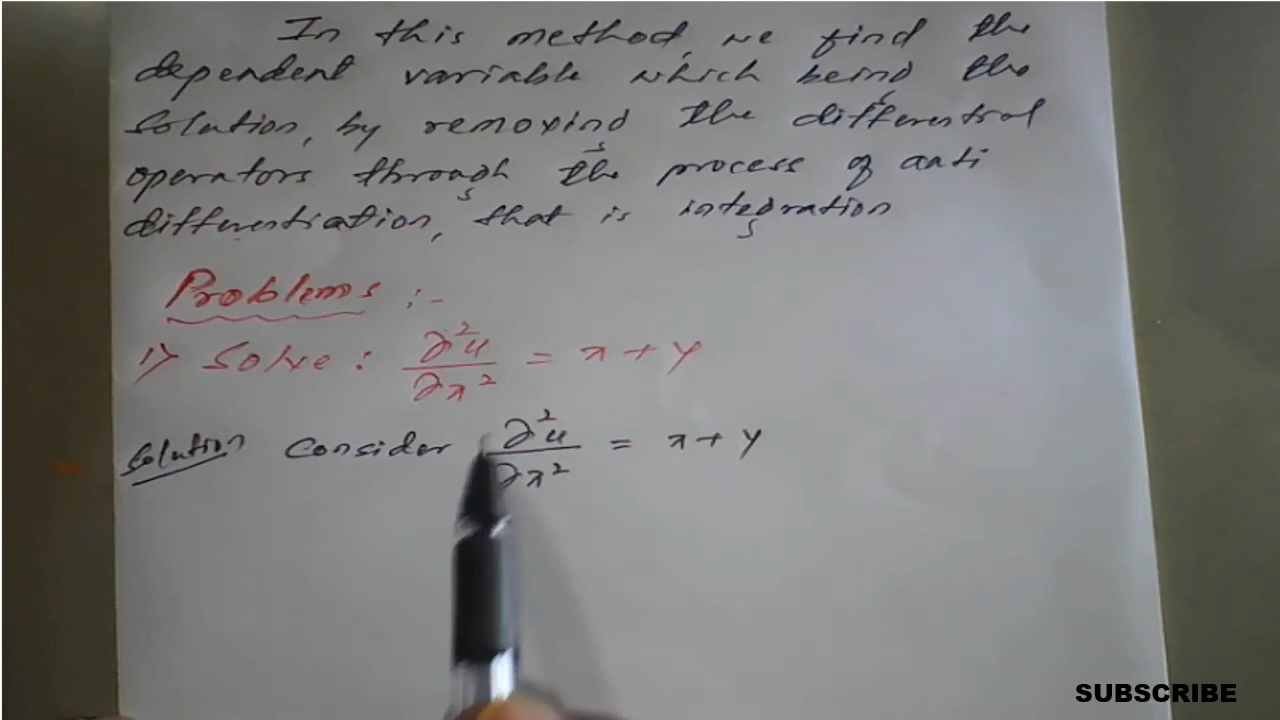 In this method, we find the
dependent variable which being the
solution, by removing the differential
operators through the process of anti
differentiation, that is integration
Problems :-
1> Solve : ∂²u/∂x² = x + y
Solution Consider ∂²u/∂x² = x + y
SUBSCRIBE